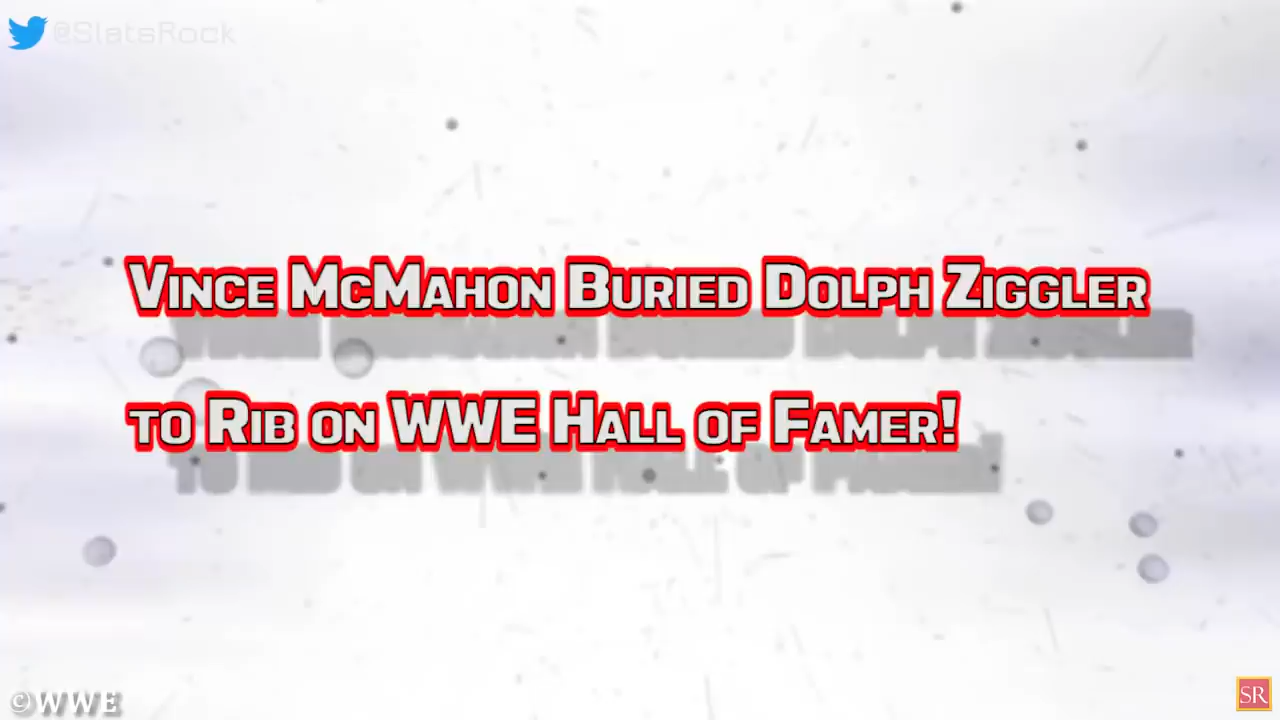 @SlatsRock
Vince McMahon Buried Dolph Ziggler
to Rib on WWE Hall of Famer!
©WWE
SR